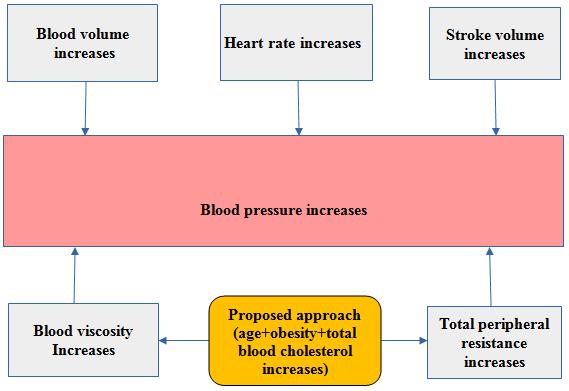 Blood volume
increases
Heart rate increases
Stroke volume
increases
Blood pressure increases
Blood viscosity
Increases
Proposed approach
(age+obesity+total
blood cholesterol
increases)
Total peripheral
resistance
increases